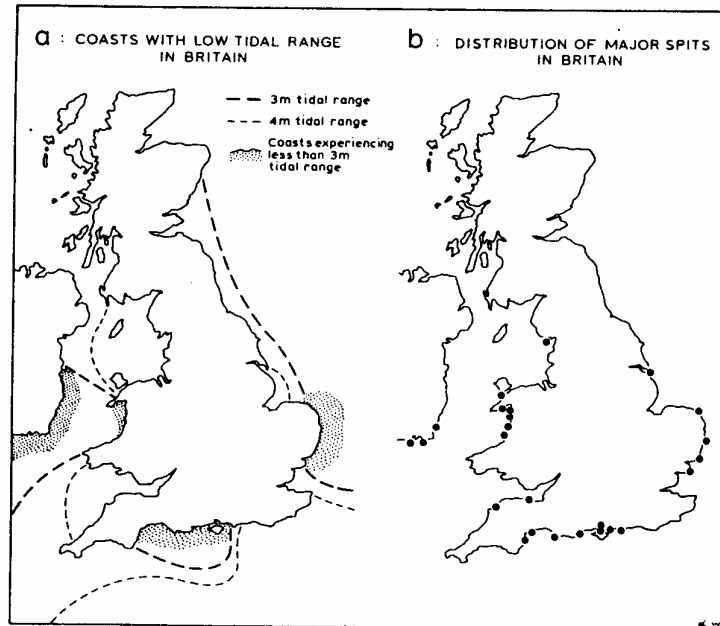 a : COASTS WITH LOW TIDAL RANGE
IN BRITAIN
3m tidal range
4m tidal range
Coasts experiencing
less than 3m
tidal range
b : DISTRIBUTION OF MAJOR SPITS
IN BRITAIN